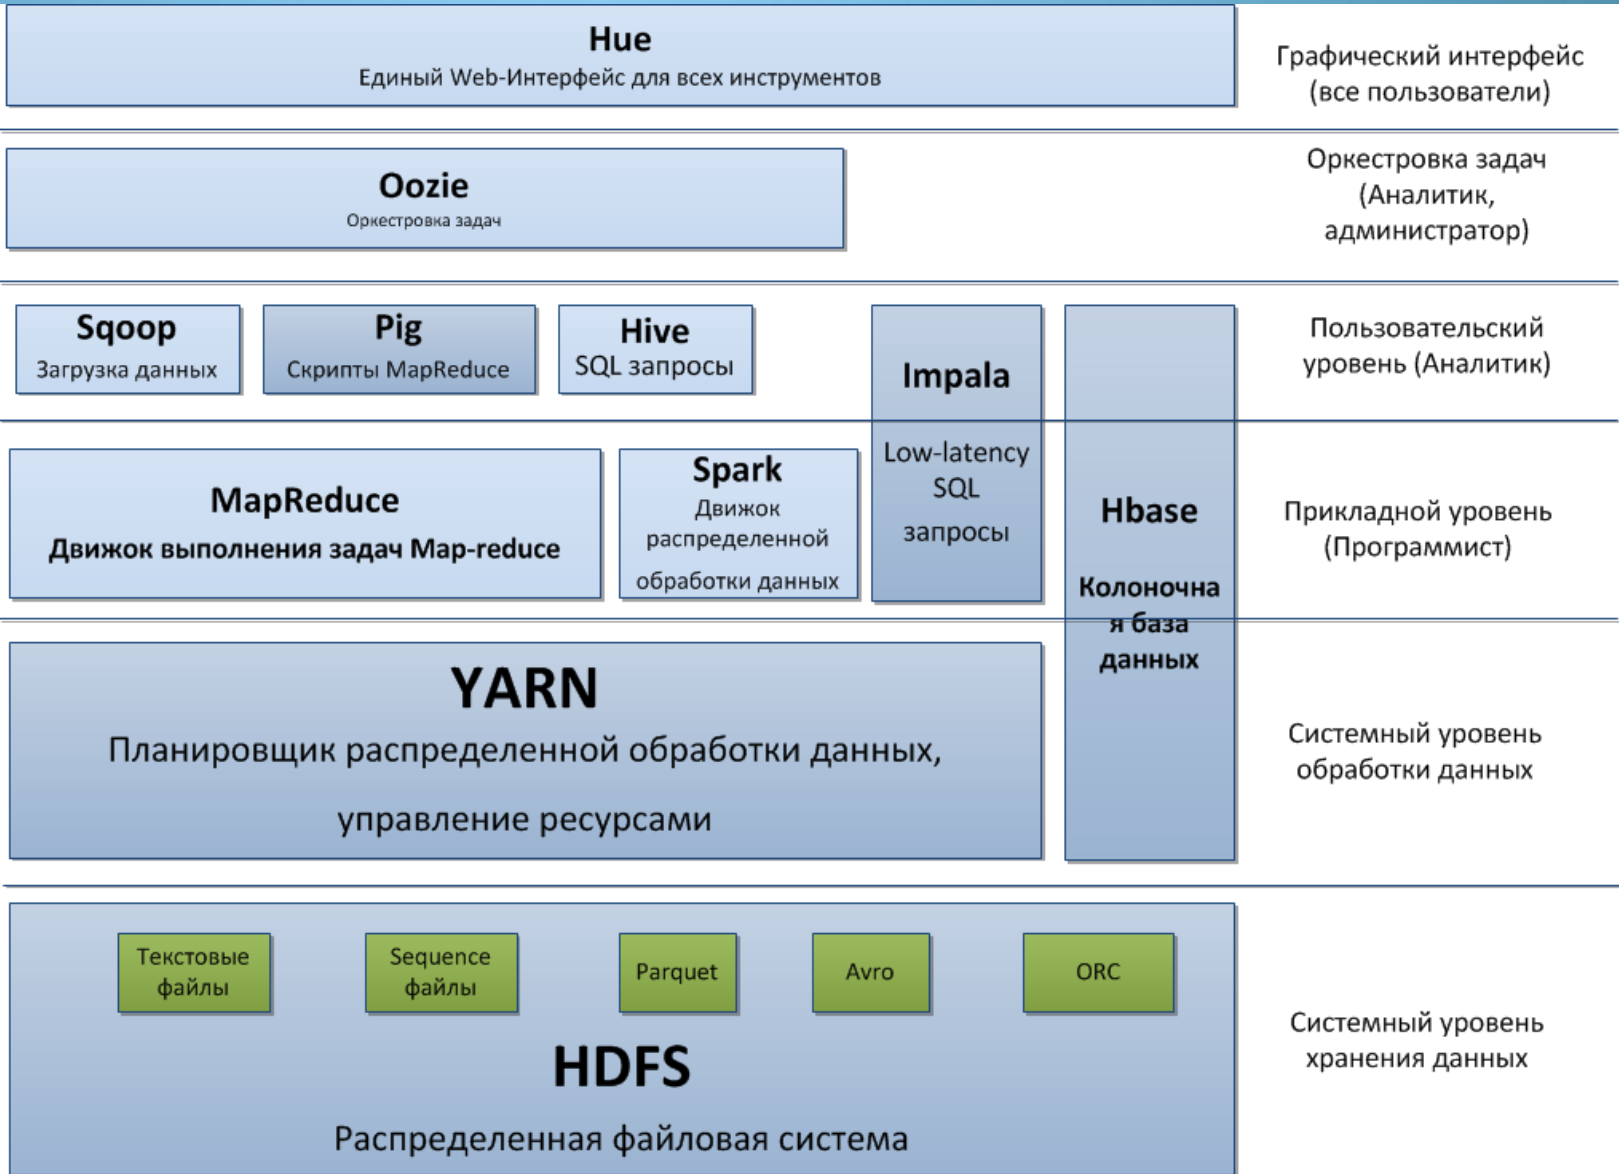 Hue
Единый Web-Интерфейс для всех инструментов
Графический интерфейс
(все пользователи)
Oozie
Оркестровка задач
Оркестровка задач
(Аналитик,
администратор)
Sqoop
Загрузка данных
Pig
Скрипты MapReduce
Hive
SQL запросы
Impala
Low-latency
SQL
запросы
Hbase
Колоночна
я база
данных
Пользовательский
уровень (Аналитик)
MapReduce
Движок выполнения задач Map-reduce
Spark
Движок
распределенной
обработки данных
Прикладной уровень
(Программист)
YARN
Планировщик распределенной обработки данных,
управление ресурсами
Системный уровень
обработки данных
Текстовые
файлы
Sequence
файлы
Parquet
Avro
ORC
HDFS
Распределенная файловая система
Системный уровень
хранения данных